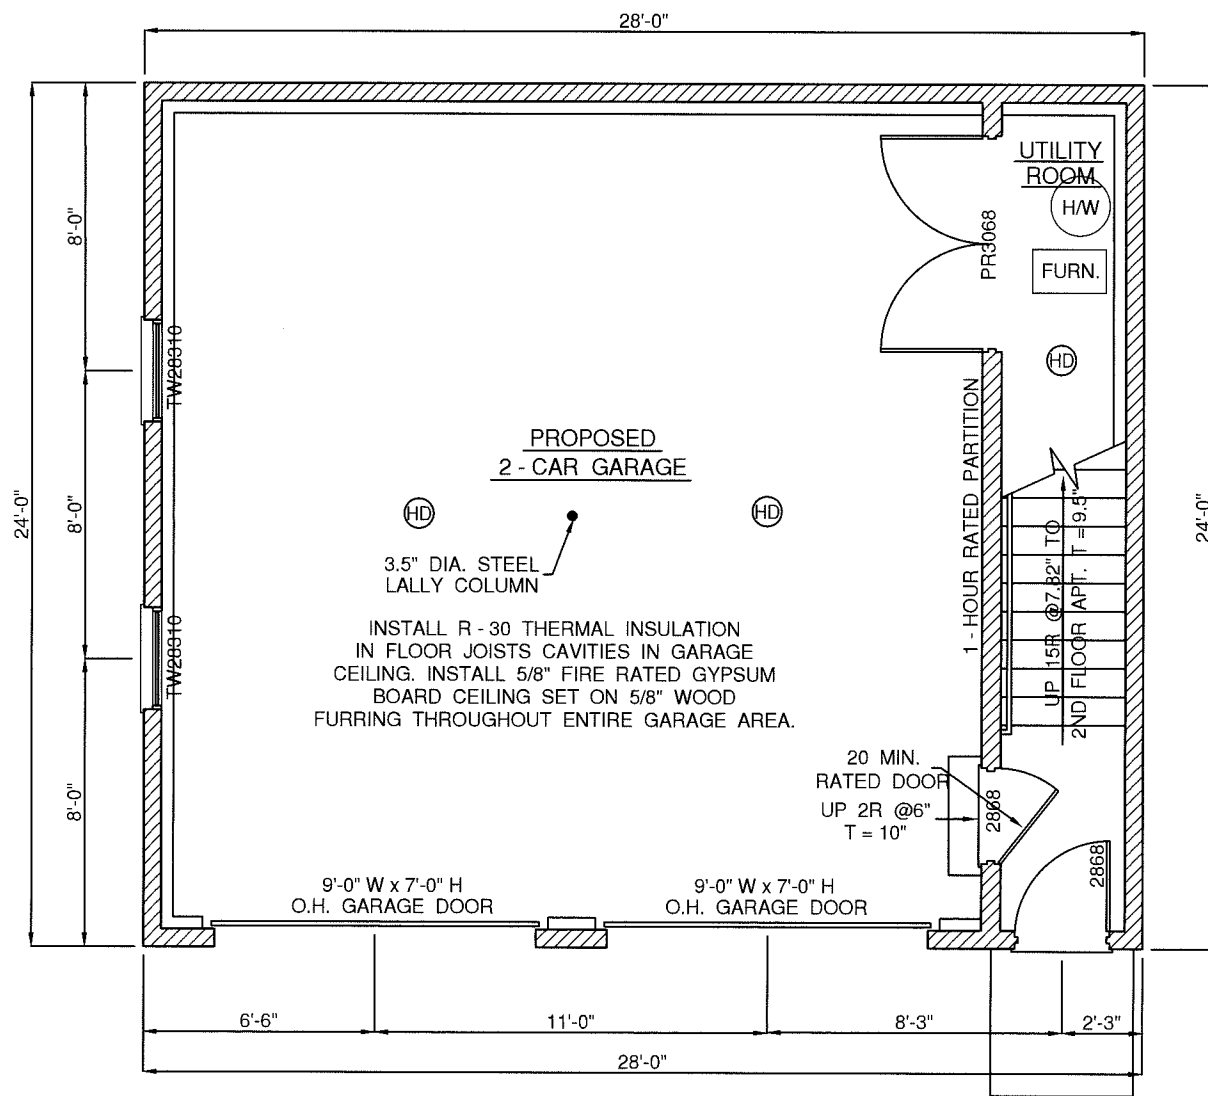 28'-0"
UTILITY
ROOM
H/W
8'-0"
PR3068
FURN.
TW28310
HD
1-HOUR RATED PARTITION
PROPOSED
2 - CAR GARAGE
24'-0"
8'-0"
HD
HD
24'-0"
3.5" DIA. STEEL
LALLY COLUMN
UP 15R @7.82" TO
2ND FLOOR APT. T = 9.5"
INSTALL R - 30 THERMAL INSULATION
IN FLOOR JOISTS CAVITIES IN GARAGE
CEILING. INSTALL 5/8" FIRE RATED GYPSUM
BOARD CEILING SET ON 5/8" WOOD
FURRING THROUGHOUT ENTIRE GARAGE AREA.
TW28310
20 MIN.
RATED DOOR
UP 2R @6"
T = 10"
2868
8'-0"
2868
9'-0" W x 7'-0" H
O.H. GARAGE DOOR
9'-0" W x 7'-0" H
O.H. GARAGE DOOR
6'-6"
11'-0"
8'-3"
2'-3"
28'-0"